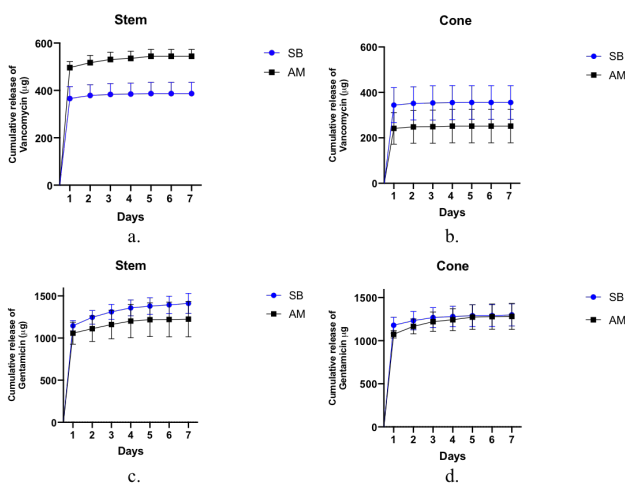 Stem
Cumulative release of
Vancomycin (µg)
600
400
200
0
1 2 3 4 5 6 7
Days
SB
AM
a.
Cone
Cumulative release of
Vancomycin (µg)
600
400
200
0
1 2 3 4 5 6 7
Days
SB
AM
b.
Stem
Cumulative release of
Gentamicin µg
1500
1000
500
0
1 2 3 4 5 6 7
Days
SB
AM
c.
Cone
Cumulative release of
Gentamicin µg
1500
1000
500
0
1 2 3 4 5 6 7
Days
SB
AM
d.